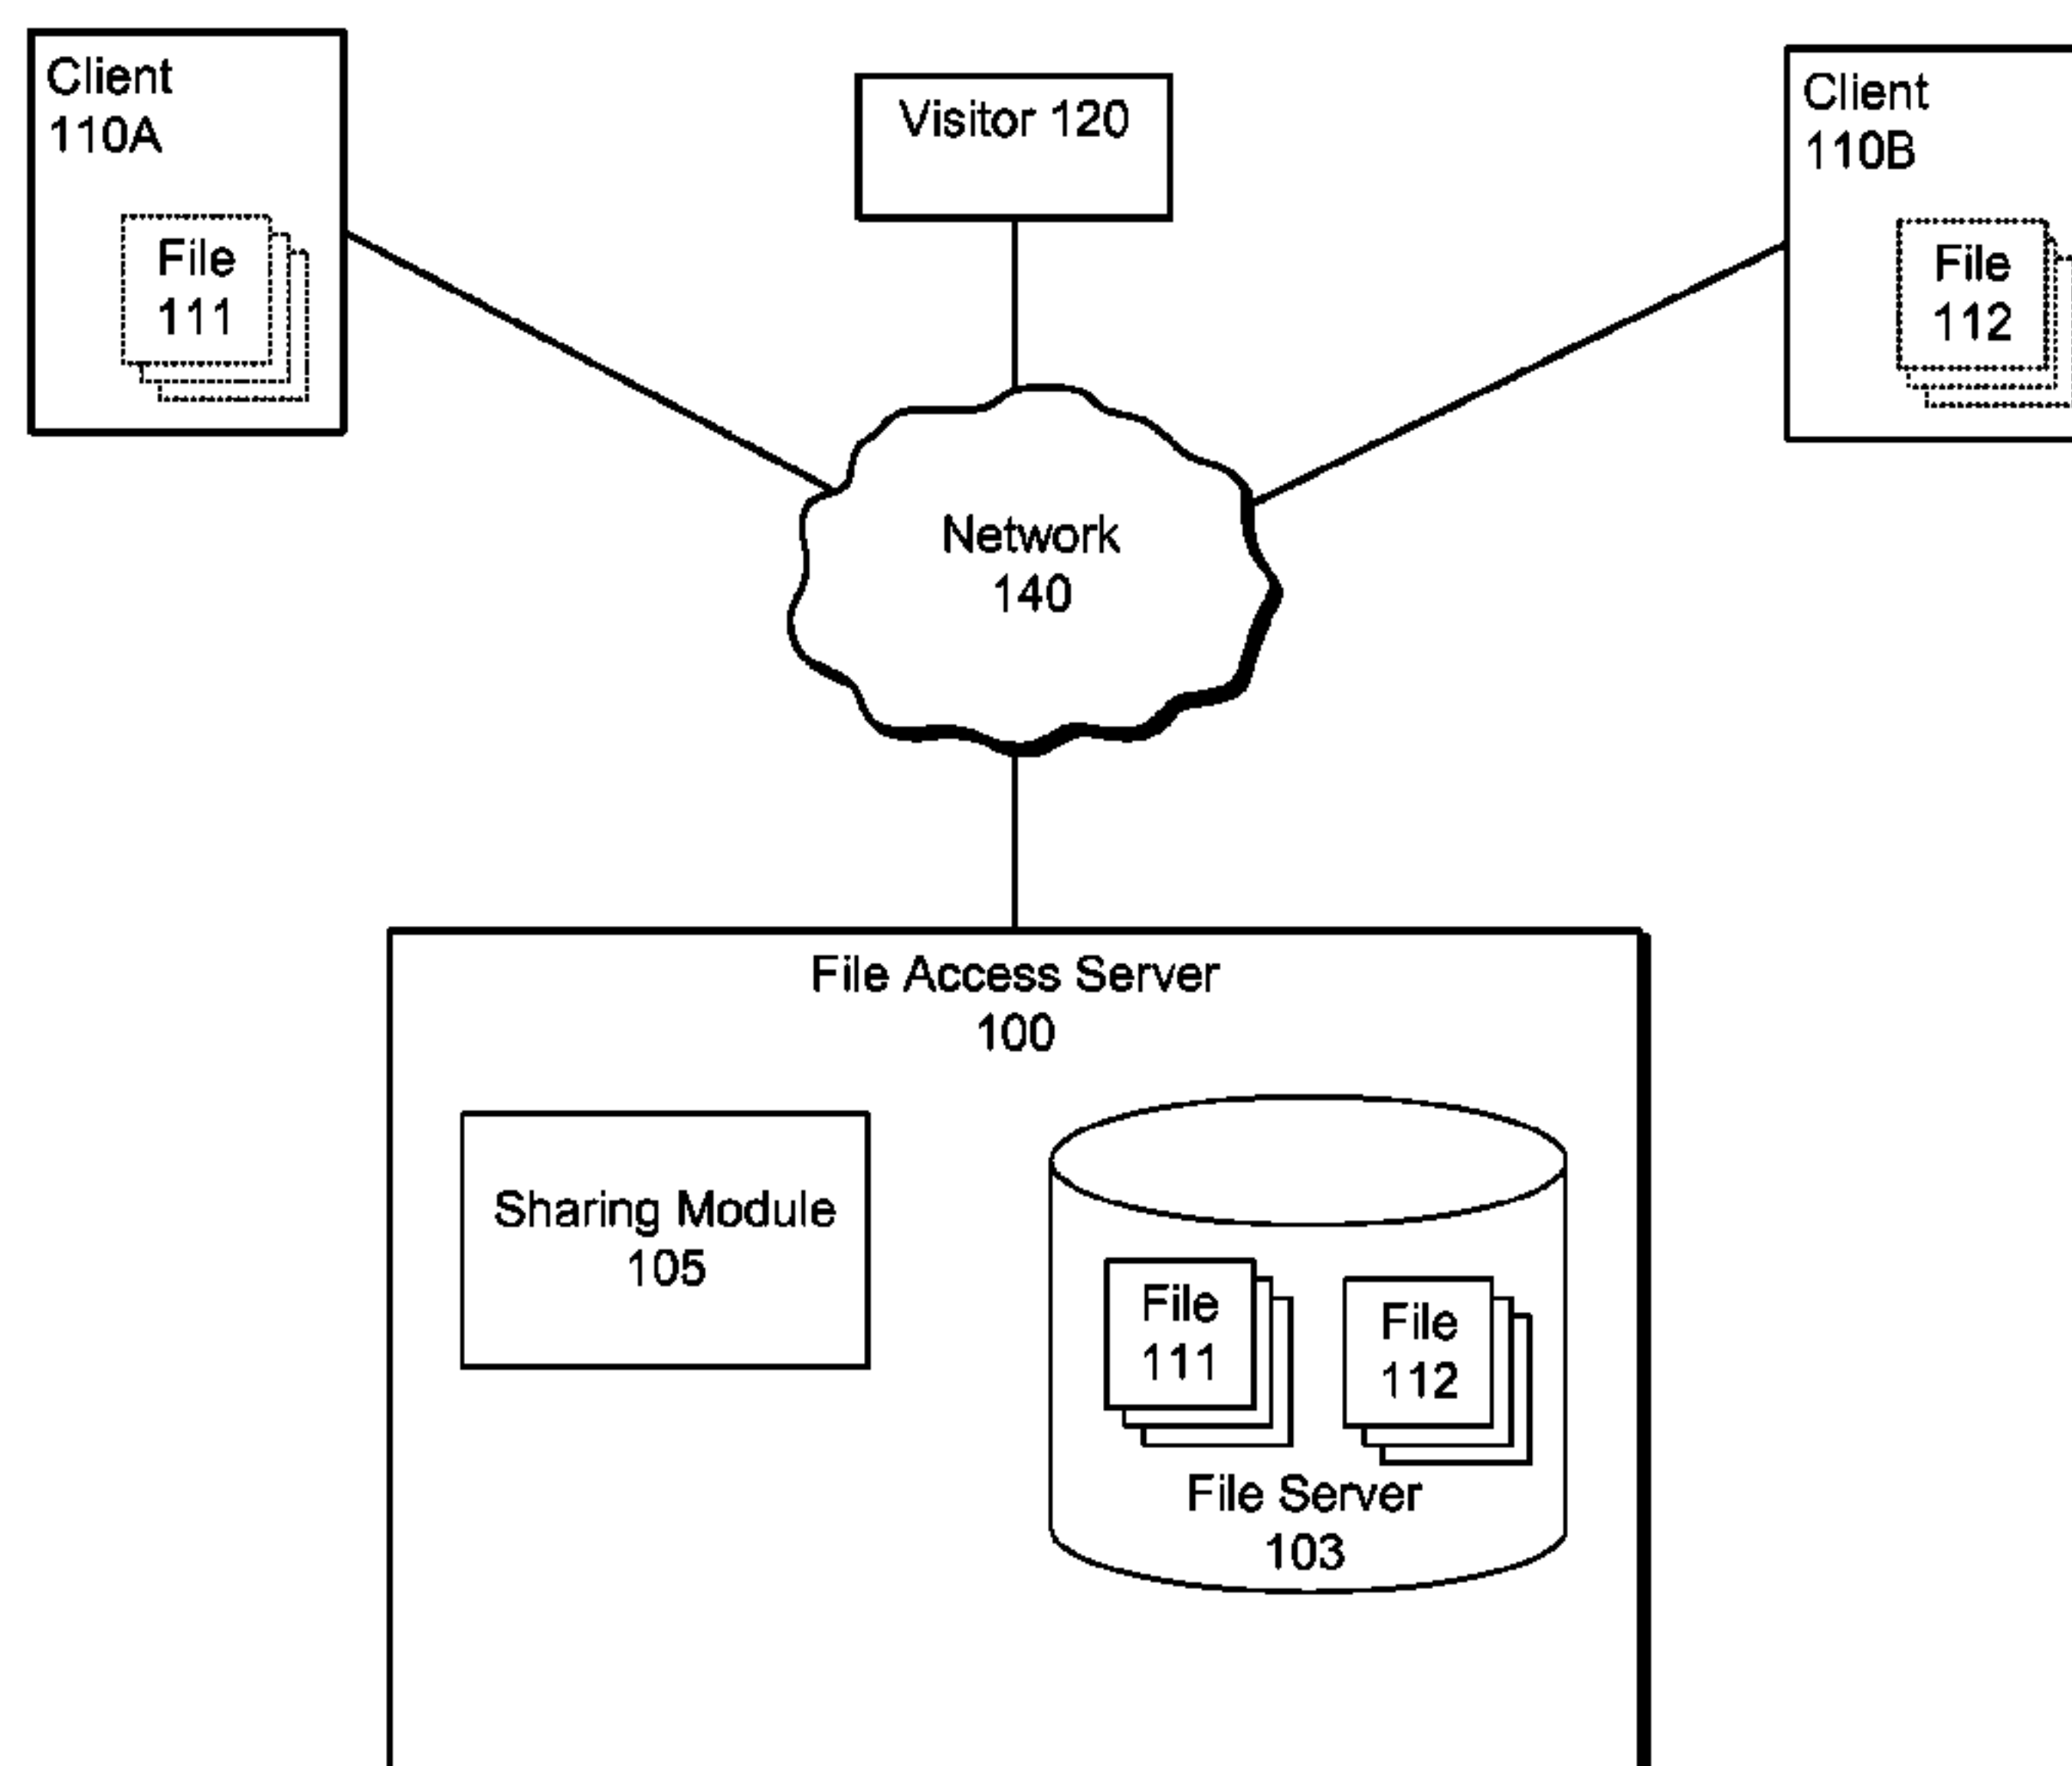 Client
110A
File
111
Visitor 120
Client
110B
File
112
Network
140
File Access Server
100
Sharing Module
105
File
111
File
112
File Server
103